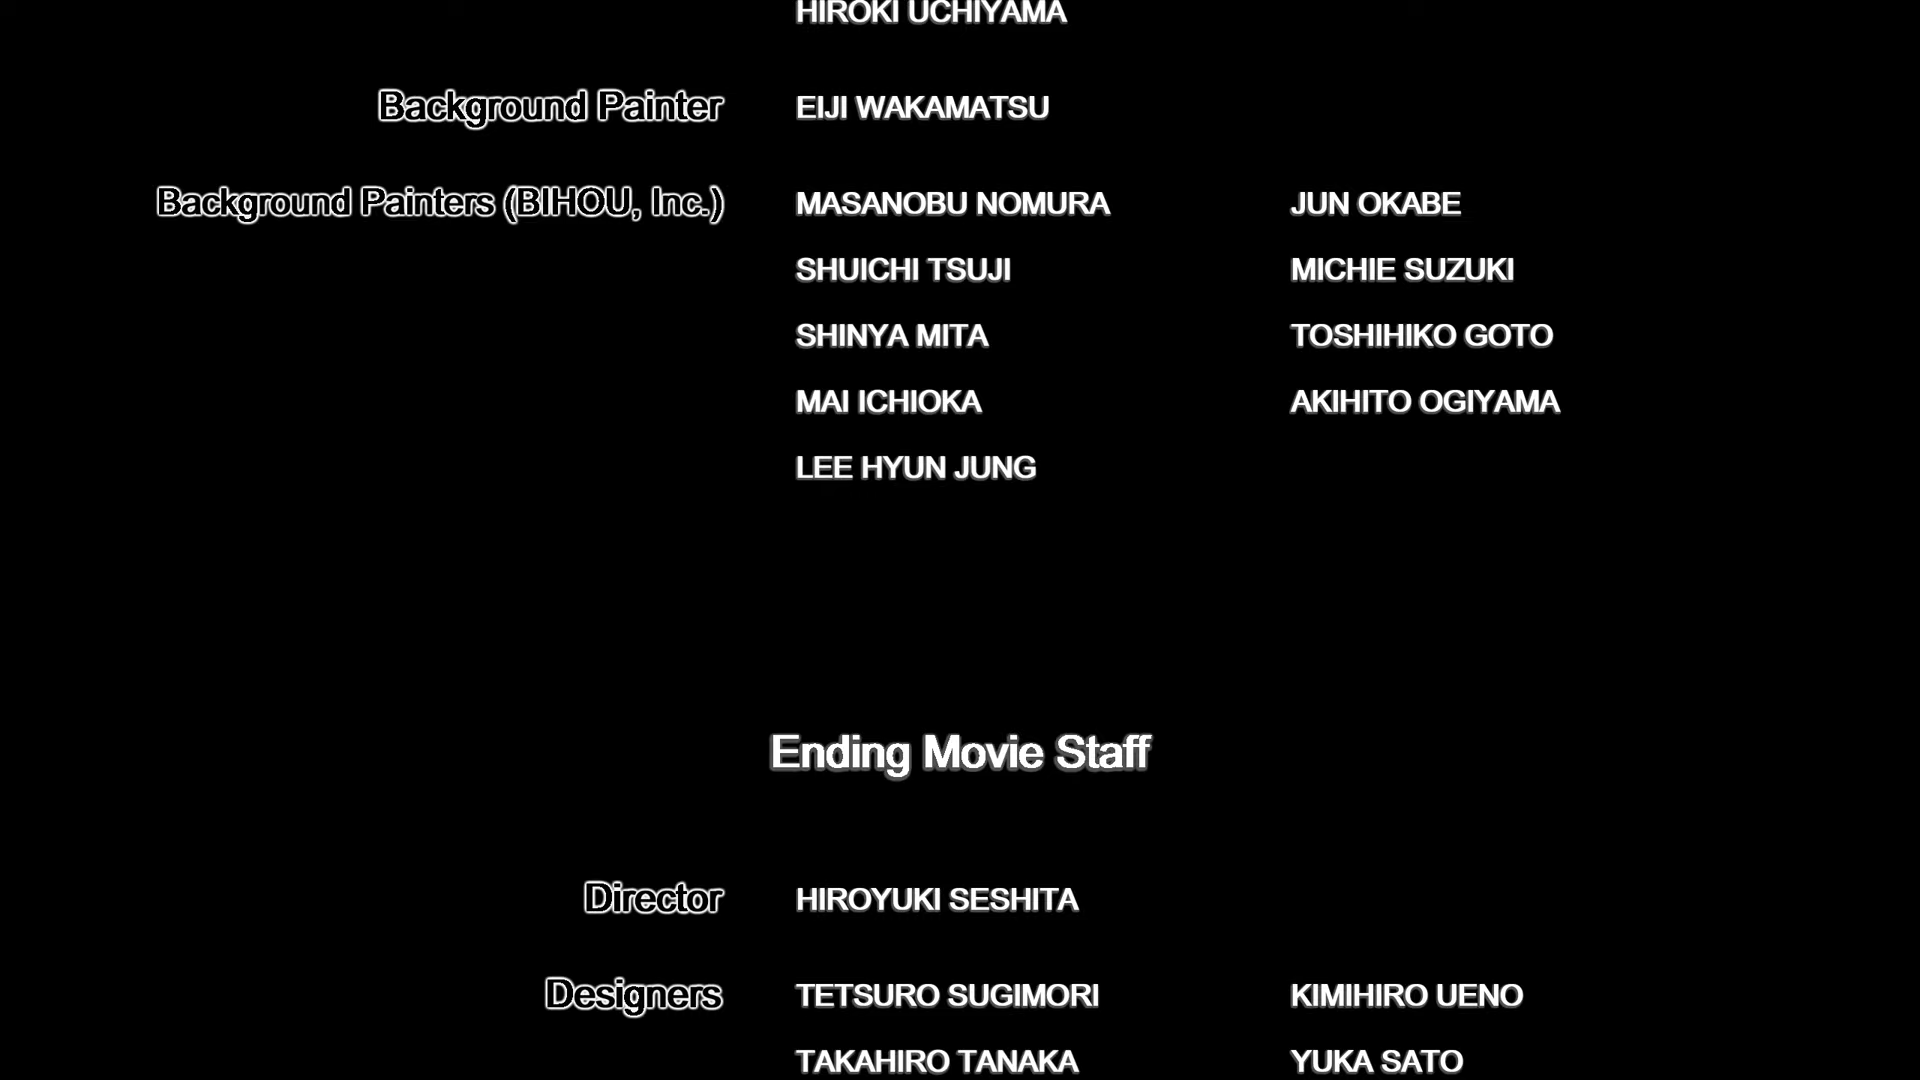 HIROKI UCHIYAMA
Background Painter EIJI WAKAMATSU
Background Painters (BIHOU, Inc.) MASANOBU NOMURA JUN OKABE
SHUICHI TSUJI MICHIE SUZUKI
SHINYA MITA TOSHIHIKO GOTO
MAI ICHIOKA AKIHITO OGIYAMA
LEE HYUN JUNG
Ending Movie Staff
Director HIROYUKI SESHITA
Designers TETSURO SUGIMORI KIMIHIRO UENO
TAKAHIRO TANAKA YUKA SATO